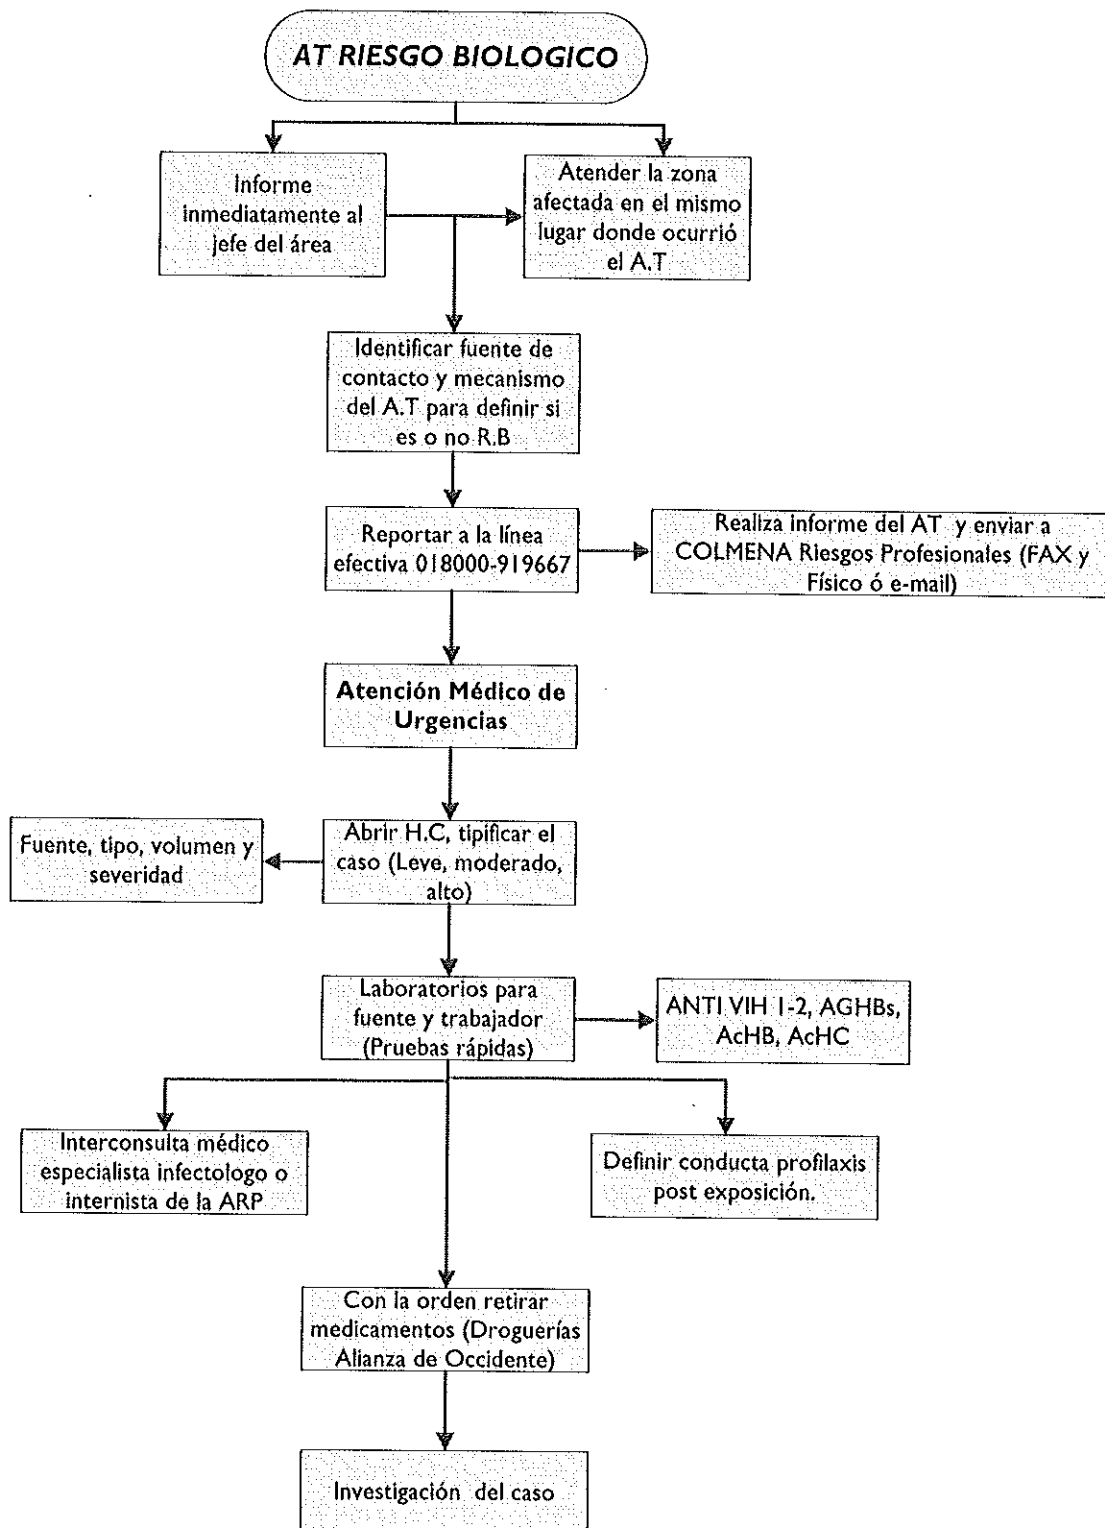 AT RIESGO BIOLOGICO
Informe
inmediatamente al
jefe del área
Atender la zona
afectada en el mismo
lugar donde ocurrió
el A.T
Identificar fuente de
contacto y mecanismo
del A.T para definir si
es o no R.B
Reportar a la línea
efectiva 018000-919667
Realiza informe del AT y enviar a
COLMENA Riesgos Profesionales (FAX y
Físico ó e-mail)
Atención Médico de
Urgencias
Fuente, tipo, volumen y
severidad
Abrir H.C, tipificar el
caso (Leve, moderado,
alto)
Laboratorios para
fuente y trabajador
(Pruebas rápidas)
ANTI VIH 1-2, AGHBs,
AcHB, AcHC
Interconsulta médico
especialista infectologo o
internista de la ARP
Definir conducta profilaxis
post exposición.
Con la orden retirar
medicamentos (Droguerías
Alianza de Occidente)
Investigación del caso